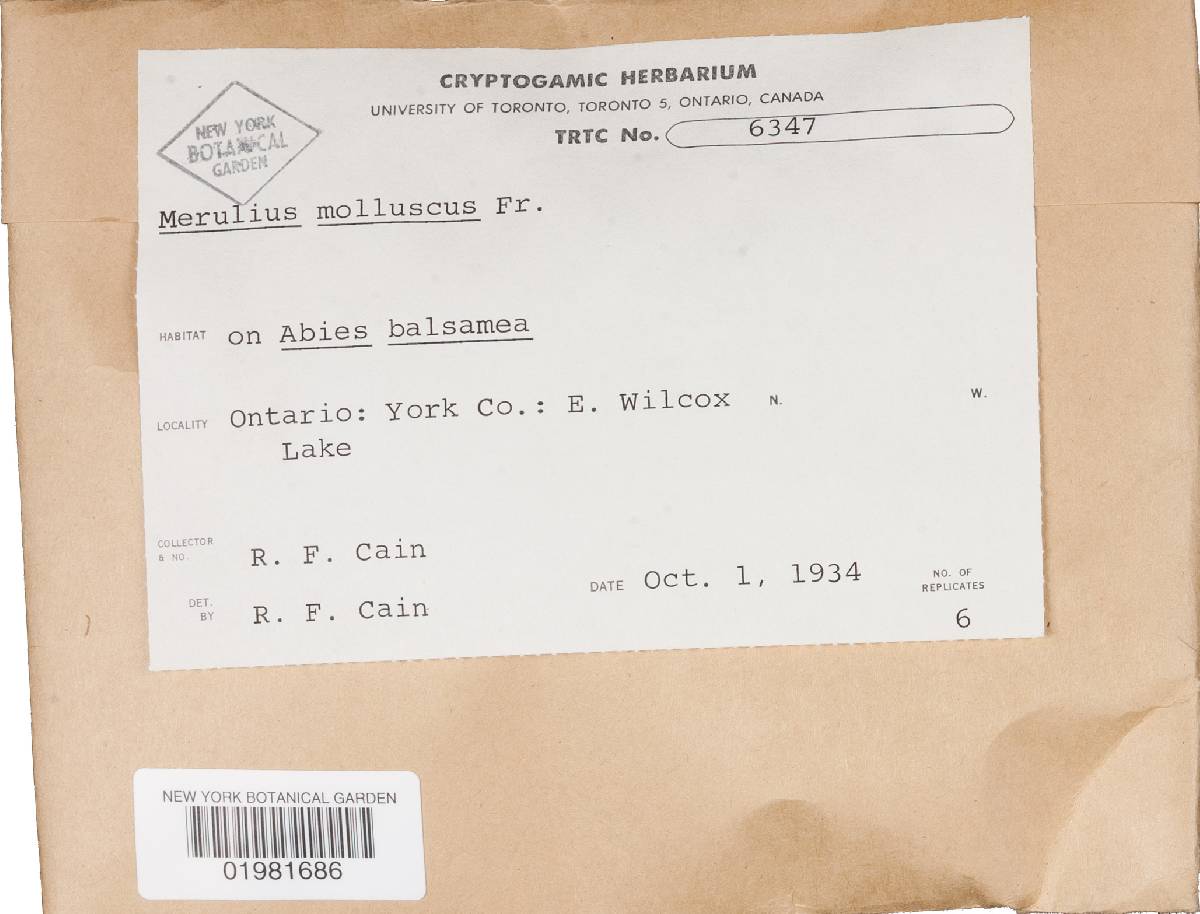 CRYPTOGAMIC HERBARIUM
UNIVERSITY OF TORONTO, TORONTO 5, ONTARIO, CANADA
TRTC No. 6347
NEW YORK
BOTANICAL
GARDEN
Merulius molluscus Fr.
HABITAT on Abies balsamea
LOCALITY Ontario: York Co.: E. Wilcox N. W.
Lake
COLLECTOR
& NO. R. F. Cain
DATE Oct. 1, 1934
NO. OF
REPLICATES
6
DET.
BY R. F. Cain
NEW YORK BOTANICAL GARDEN
01981686